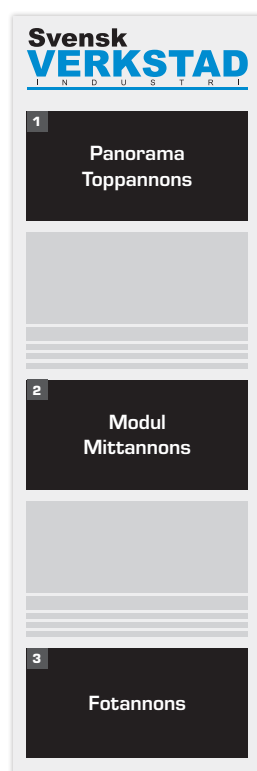 Svensk
VERKSTAD
INDUSTRI
1
Panorama
Toppannons
2
Modul
Mittannons
3
Fotannons